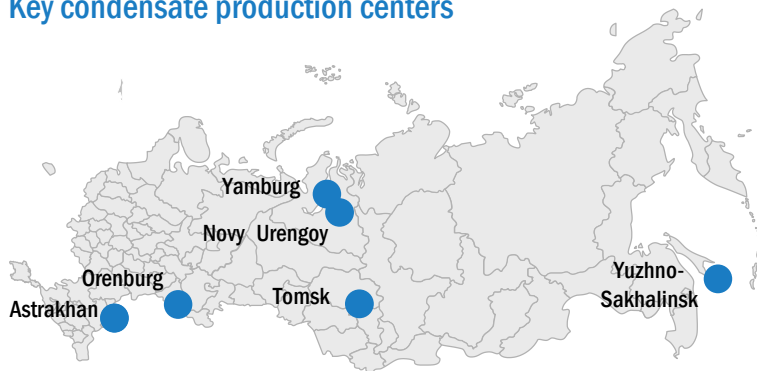 Key condensate production centers
Yamburg
Novy Urengoy
Orenburg
Astrakhan
Tomsk
Yuzhno-
Sakhalinsk